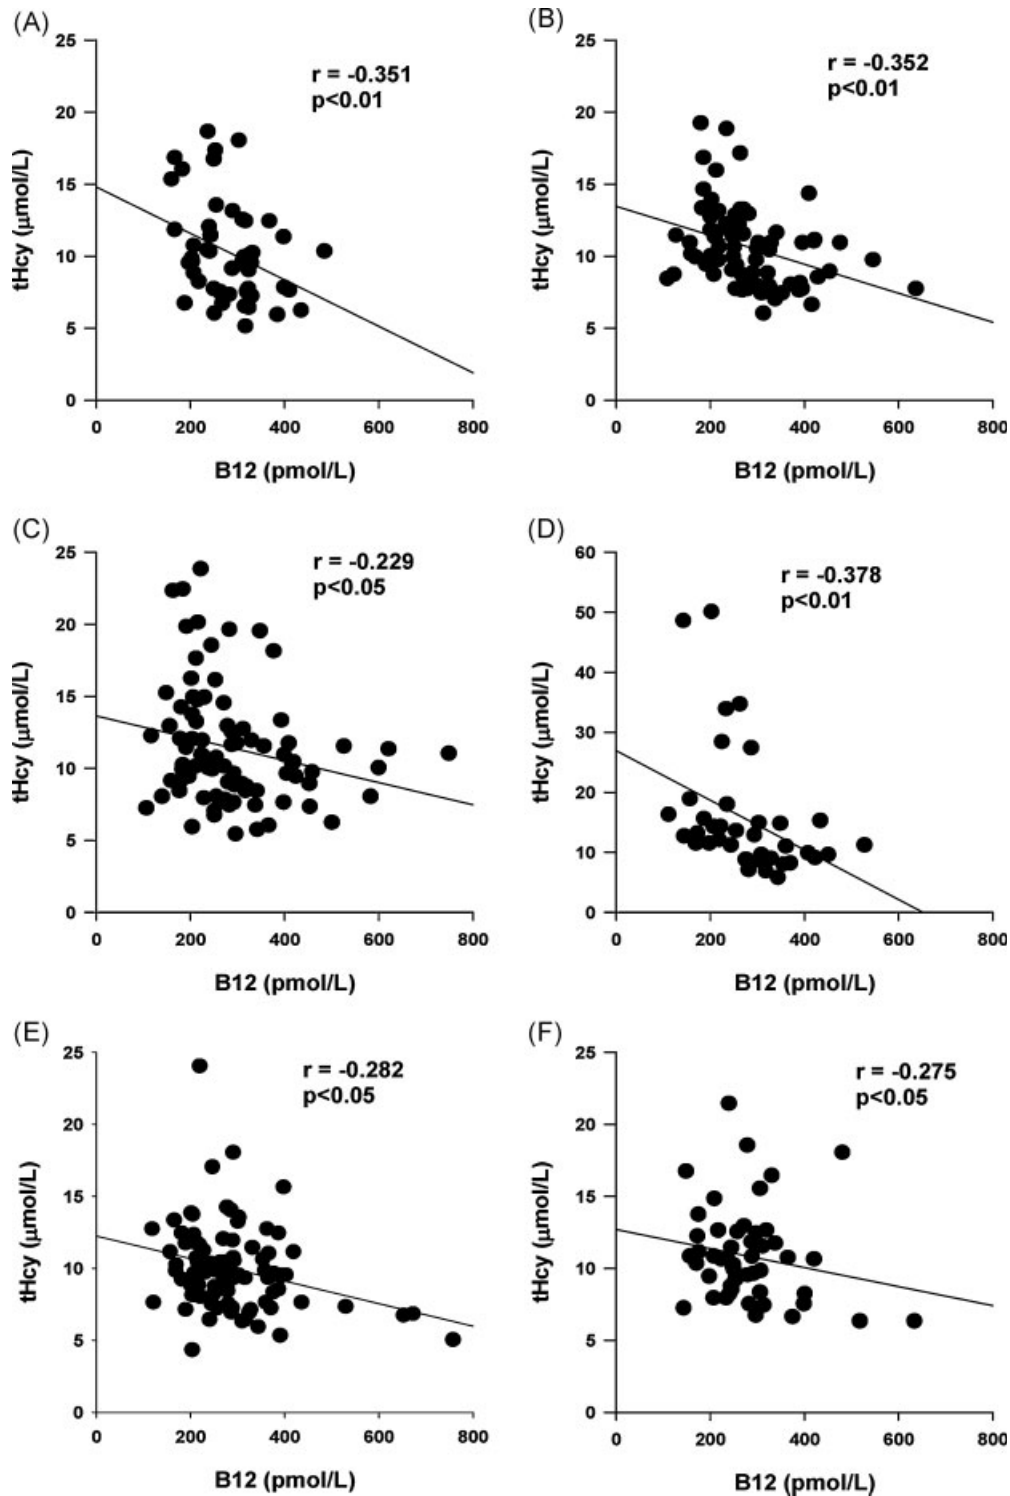 (A)
r = -0.351
p<0.01
tHcy (μmol/L)
25
20
15
10
5
0
0 200 400 600 800
B12 (pmol/L)
(B)
r = -0.352
p<0.01
tHcy (μmol/L)
25
20
15
10
5
0
0 200 400 600 800
B12 (pmol/L)
(C)
r = -0.229
p<0.05
tHcy (μmol/L)
25
20
15
10
5
0
0 200 400 600 800
B12 (pmol/L)
(D)
r = -0.378
p<0.01
tHcy (μmol/L)
60
50
40
30
20
10
0
0 200 400 600 800
B12 (pmol/L)
(E)
r = -0.282
p<0.05
tHcy (μmol/L)
25
20
15
10
5
0
0 200 400 600 800
B12 (pmol/L)
(F)
r = -0.275
p<0.05
tHcy (μmol/L)
25
20
15
10
5
0
0 200 400 600 800
B12 (pmol/L)